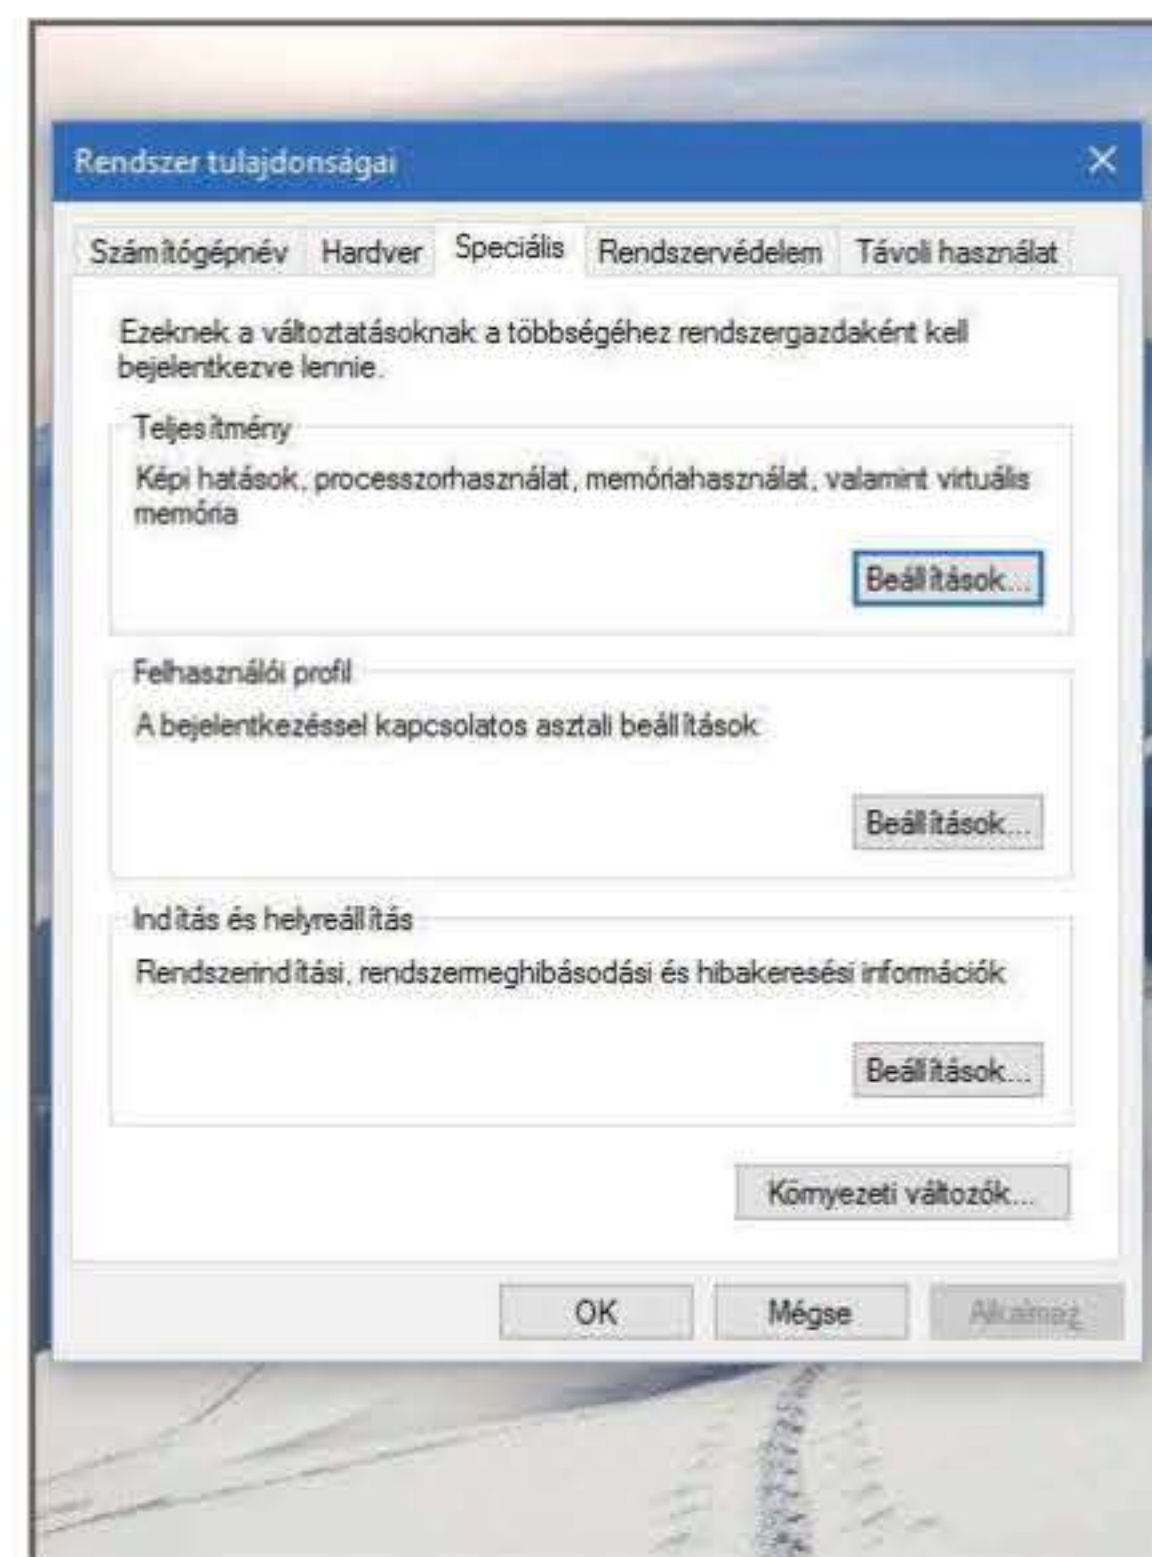 Rendszer tulajdonságai
Számítógépnév Hardver Speciális Rendszervédelem Távoli használat
Ezeknek a változtatásoknak a többségéhez rendszergazdaként kell
bejelentkezve lennie.
Teljesítmény
Képi hatások, processzorhasználat, memóriahasználat, valamint virtuális
memória
Beállítások...
Felhasználói profil
A bejelentkezéssel kapcsolatos asztali beállítások
Beállítások...
Indítás és helyreállítás
Rendszerindítási, rendszermeghibásodási és hibakeresési információk
Beállítások...
Környezeti változók...
OK Mégse Alkalmaz